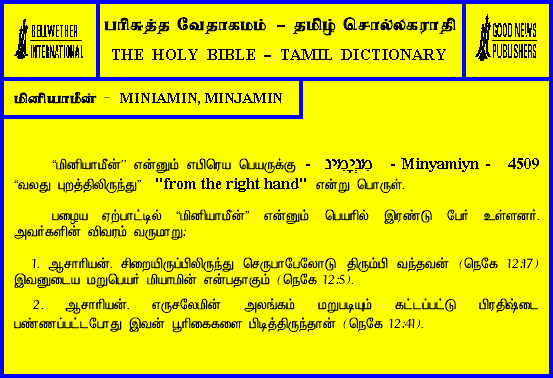 BELLWETHER
INTERNATIONAL
பரிசுத்த வேதாகமம் – தமிழ் சொல்லகராதி
THE HOLY BIBLE – TAMIL DICTIONARY
GOOD NEWS
PUBLISHERS
மினியாமீன் – MINIAMIN, MINJAMIN
“மினியாமீன்” என்னும் எபிரெய பெயருக்கு - מִנְיָמִין - Minyamiyn - 4509
“வலது புறத்திலிருந்து” "from the right hand" என்று பொருள்.
பழைய ஏற்பாட்டில் “மினியாமீன்” என்னும் பெயரில் இரண்டு பேர் உள்ளனர்.
அவர்களின் விவரம் வருமாறு:
1. ஆசாரியன். சிறையிருப்பிலிருந்து செருபாபேலோடு திரும்பி வந்தவன் (நெகே 12:17)
இவனுடைய மறுபெயர் மியாமின் என்பதாகும் (நெகே 12:5).
2. ஆசாரியன். எருசலேமின் அலங்கம் மறுபடியும் கட்டப்பட்டு பிரதிஷ்டை
பண்ணப்பட்டபோது இவன் பூரிகைகளை பிடித்திருந்தான் (நெகே 12:41).